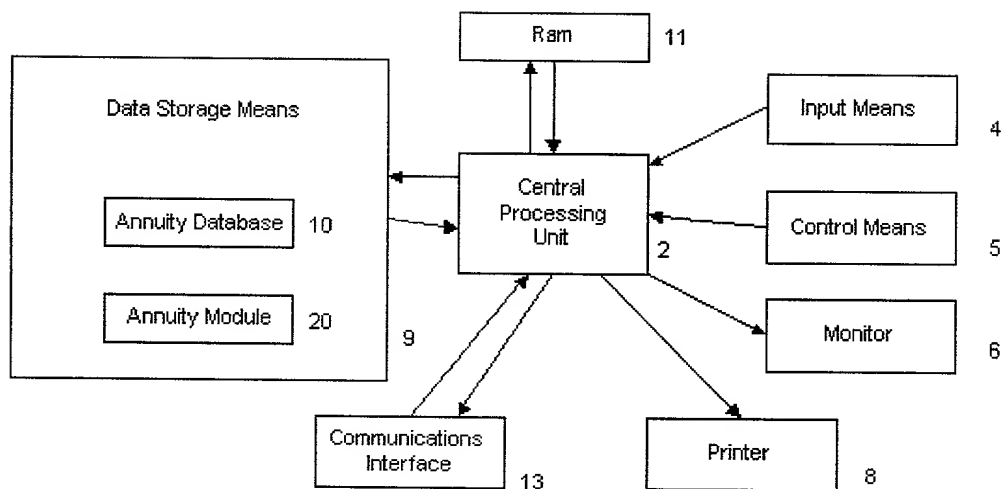 Ram
11
Data Storage Means
Input Means
4
Central
Processing
Unit
2
Annuity Database
10
Control Means
5
Annuity Module
20
9
Monitor
6
Communications
Interface
13
Printer
8